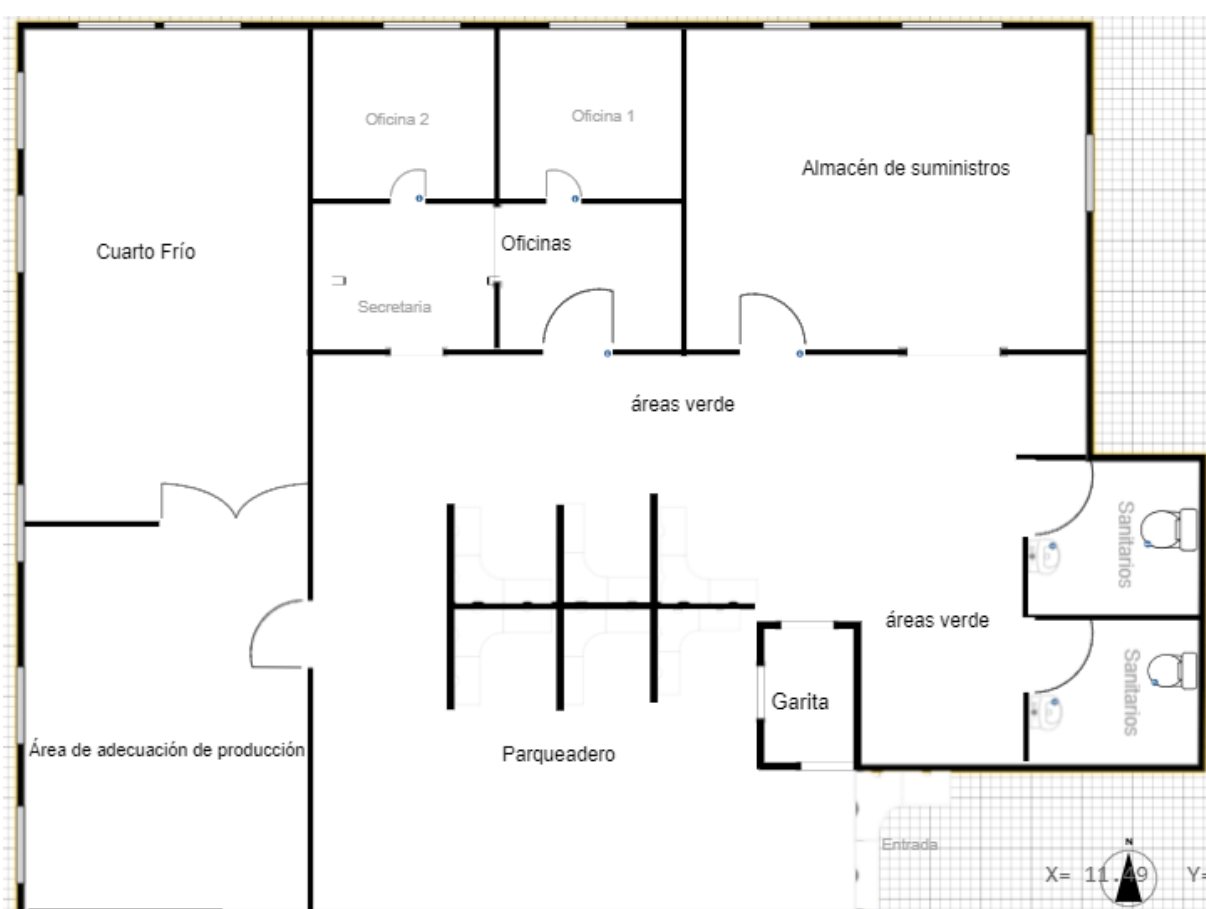 Oficina 2
Oficina 1
Almacén de suministros
Cuarto Frío
Oficinas
Secretaria
áreas verde
Sanitarios
áreas verde
Sanitarios
Garita
Área de adecuación de producción
Parqueadero
Entrada
N
X= 11.49 Y=